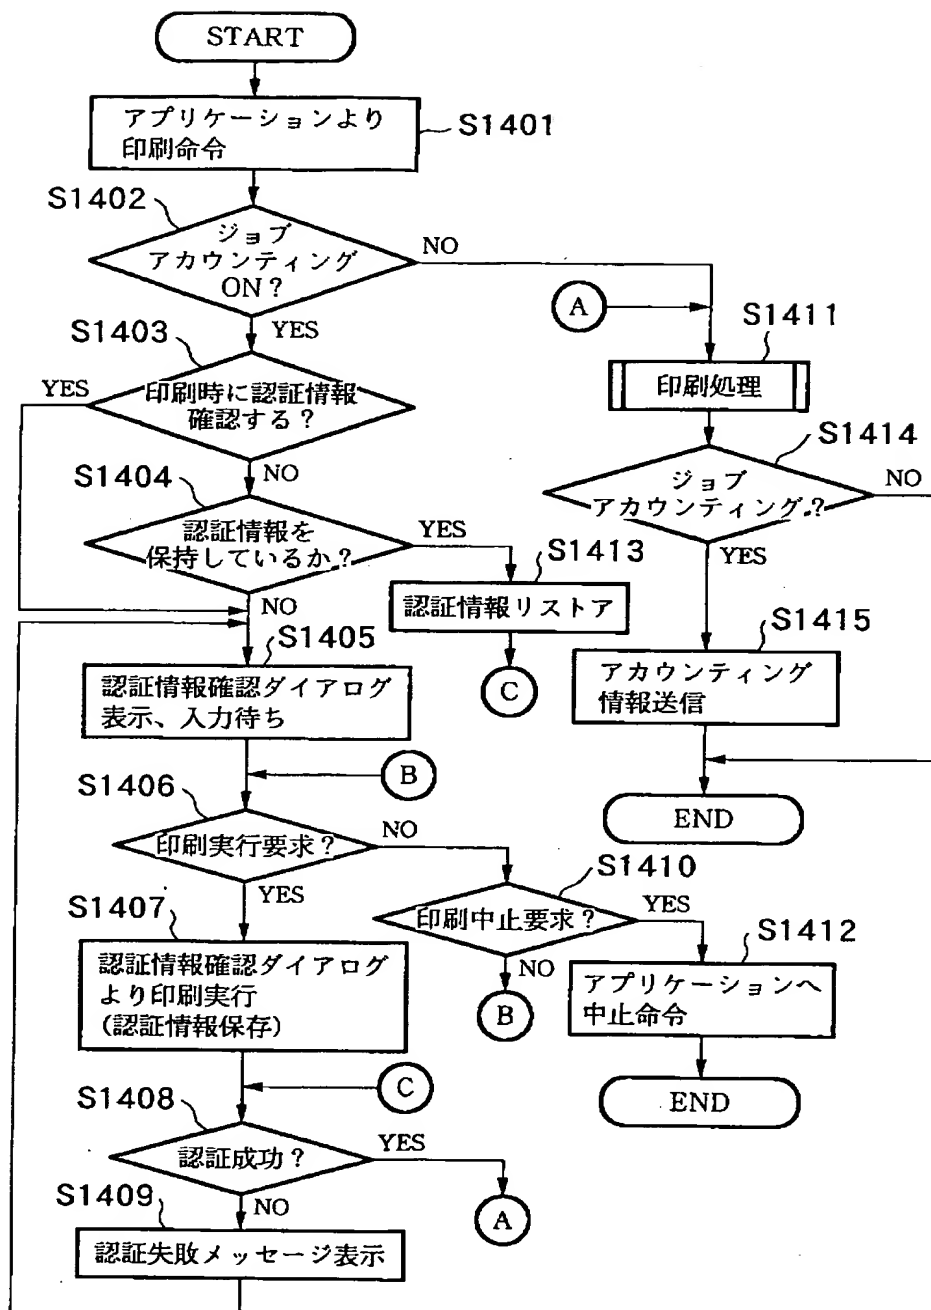 START
アプリケーションより
印刷命令
S1401
S1402
ジョブ
アカウンティング
ON?
NO
YES
A
S1411
印刷処理
S1403
YES
印刷時に認証情報
確認する?
NO
S1414
ジョブ
アカウンティング?
NO
YES
S1404
認証情報を
保持しているか?
YES
NO
S1413
認証情報リストア
C
S1405
認証情報確認ダイアログ
表示、入力待ち
S1415
アカウンティング
情報送信
END
B
S1406
印刷実行要求?
NO
YES
S1410
印刷中止要求?
YES
NO
B
S1407
認証情報確認ダイアログ
より印刷実行
(認証情報保存)
S1412
アプリケーションへ
中止命令
END
C
S1408
認証成功?
YES
NO
A
S1409
認証失敗メッセージ表示